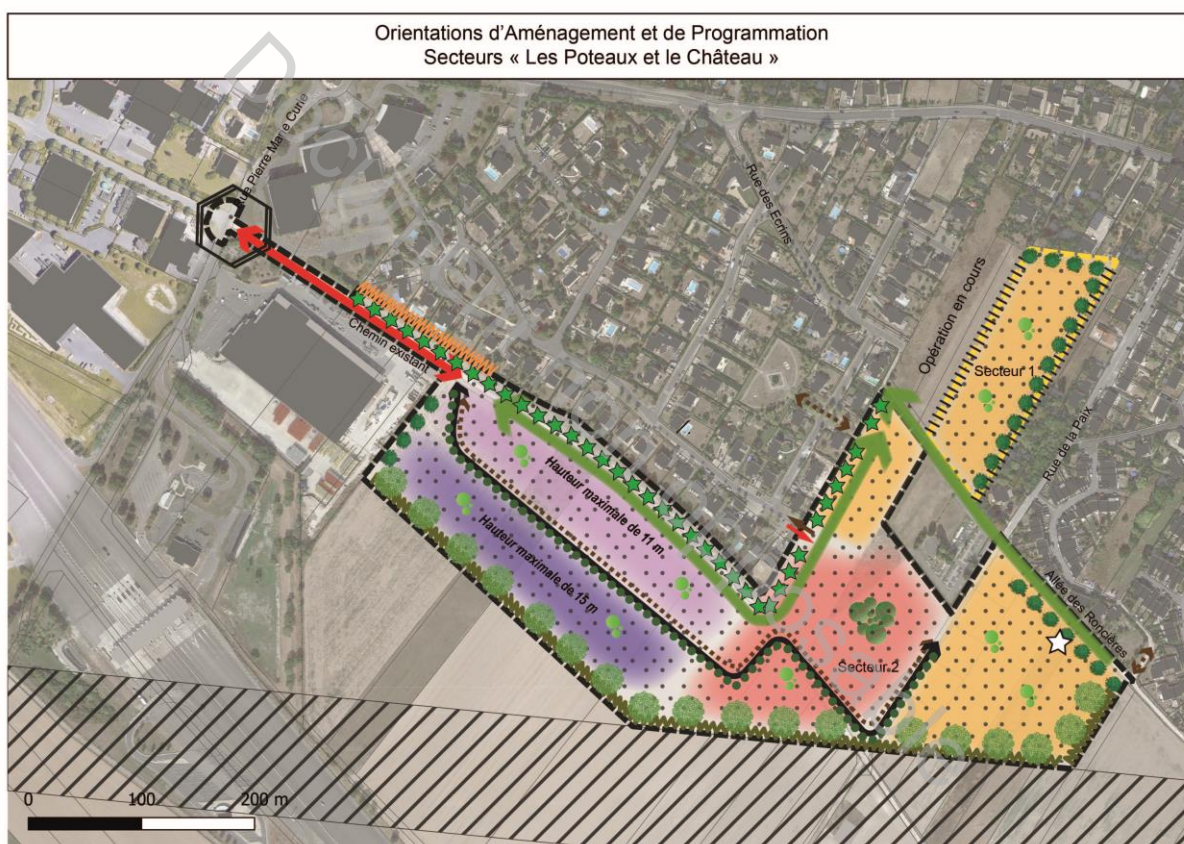 Orientations d'Aménagement et de Programmation
Secteurs « Les Poteaux et le Château »
Rue Pierre Marie Curie
Rue des Ecrins
Opération en cours
Chemin existant
Secteur 1
Rue de la Paix
Hauteur maximale de 11 m.
Hauteur maximale de 15 m
Allée des Roncières
Secteur 2
0 100 200 m